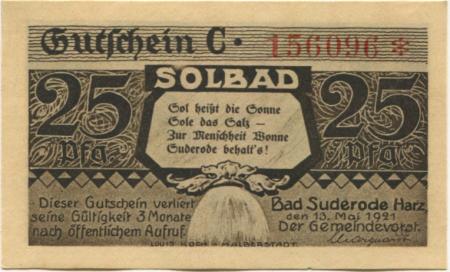 Gutschein C. 156096 *
SOLBAD
25 Pfg.
25 Pfg.
Sol heißt die Sonne
Sole das Salz –
Zur Menschheit Wonne
Suderode behalt's!
Dieser Gutschein verliert
seine Gültigkeit 3 Monate
nach öffentlichem Aufruf.
Bad Suderode Harz,
den 13. Mai 1921
Der Gemeindevorst.
LOUIS KOCH HALBERSTADT